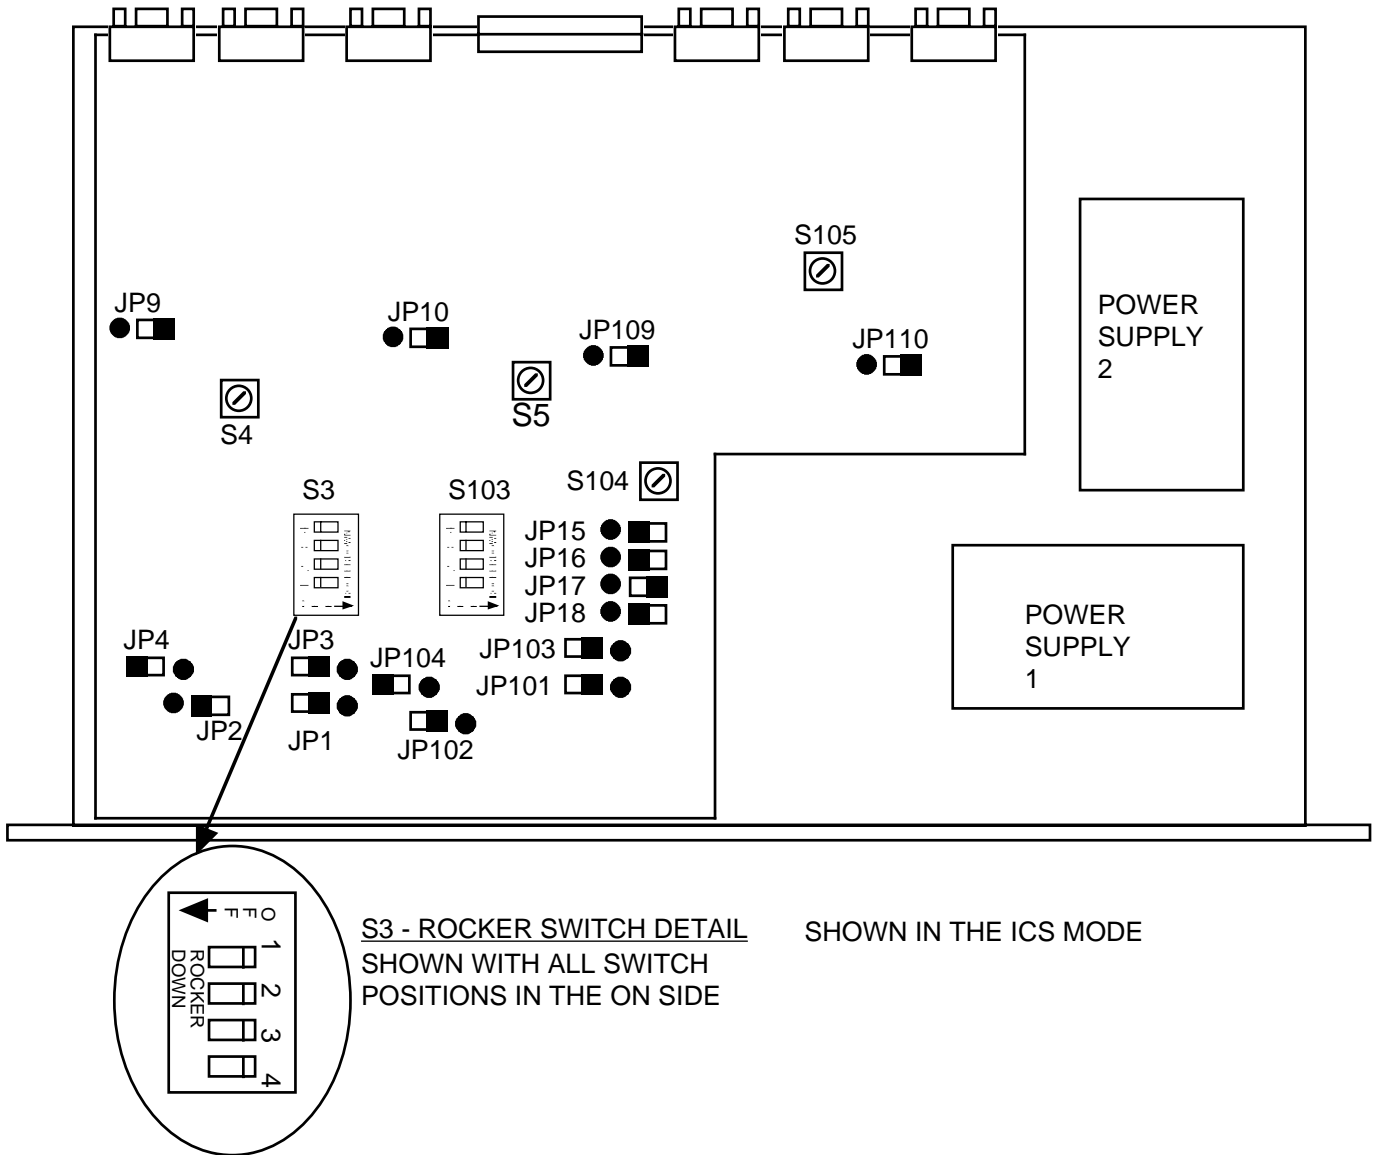 S105
JP9
JP10
JP109
JP110
POWER
SUPPLY
2
S4
S5
S3
S103
S104
JP15
JP16
JP17
JP18
POWER
SUPPLY
1
JP4
JP3
JP104
JP103
JP101
JP2
JP1
JP102
OFF
1
2
3
4
ROCKER
DOWN
S3 - ROCKER SWITCH DETAIL
SHOWN WITH ALL SWITCH
POSITIONS IN THE ON SIDE
SHOWN IN THE ICS MODE